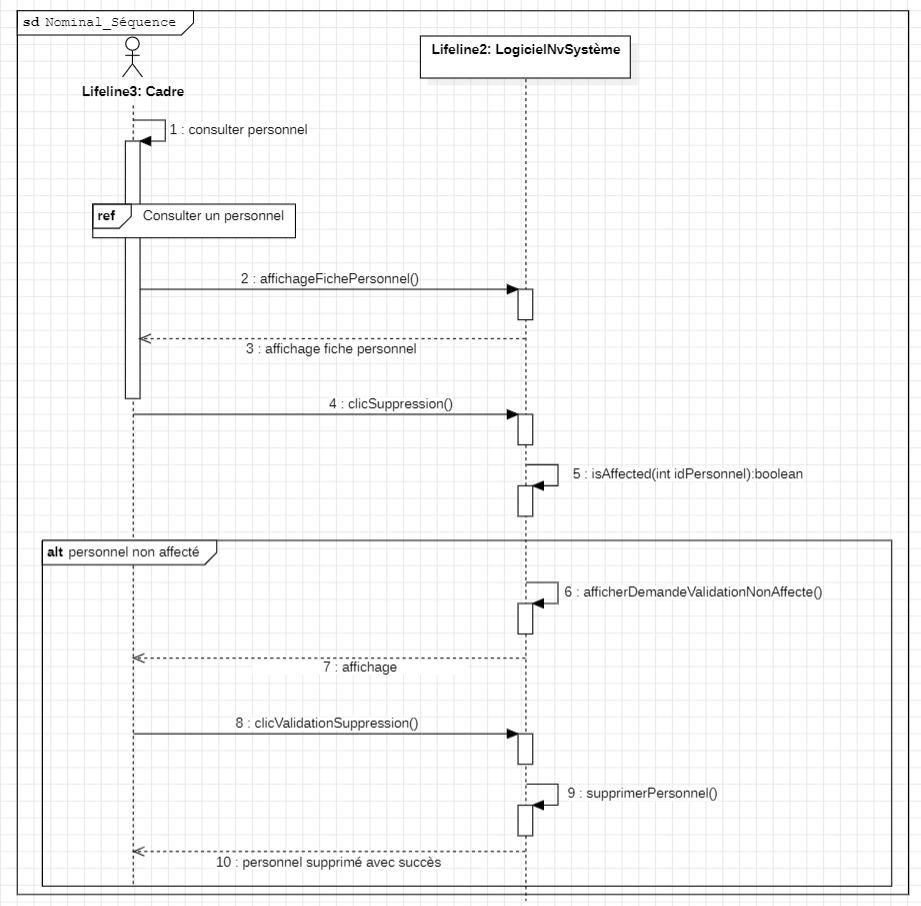 sd Nominal_Séquence
Lifeline2: LogicielNvSystème
Lifeline3: Cadre
1 : consulter personnel
ref Consulter un personnel
2 : affichageFichePersonnel()
3 : affichage fiche personnel
4 : clicSuppression()
5 : isAffected(int idPersonnel):boolean
alt personnel non affecté
6 : afficherDemandeValidationNonAffecte()
7 : affichage
8 : clicValidationSuppression()
9 : supprimerPersonnel()
10 : personnel supprimé avec succès